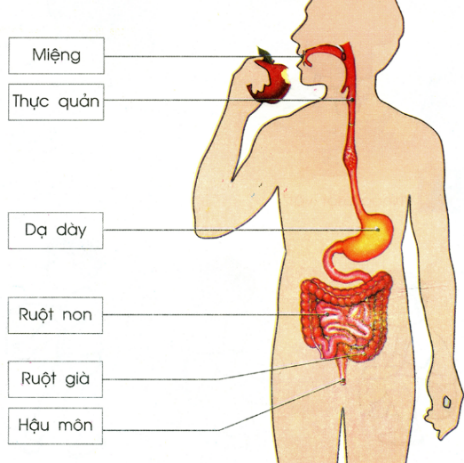 Miệng
Thực quản
Dạ dày
Ruột non
Ruột già
Hậu môn